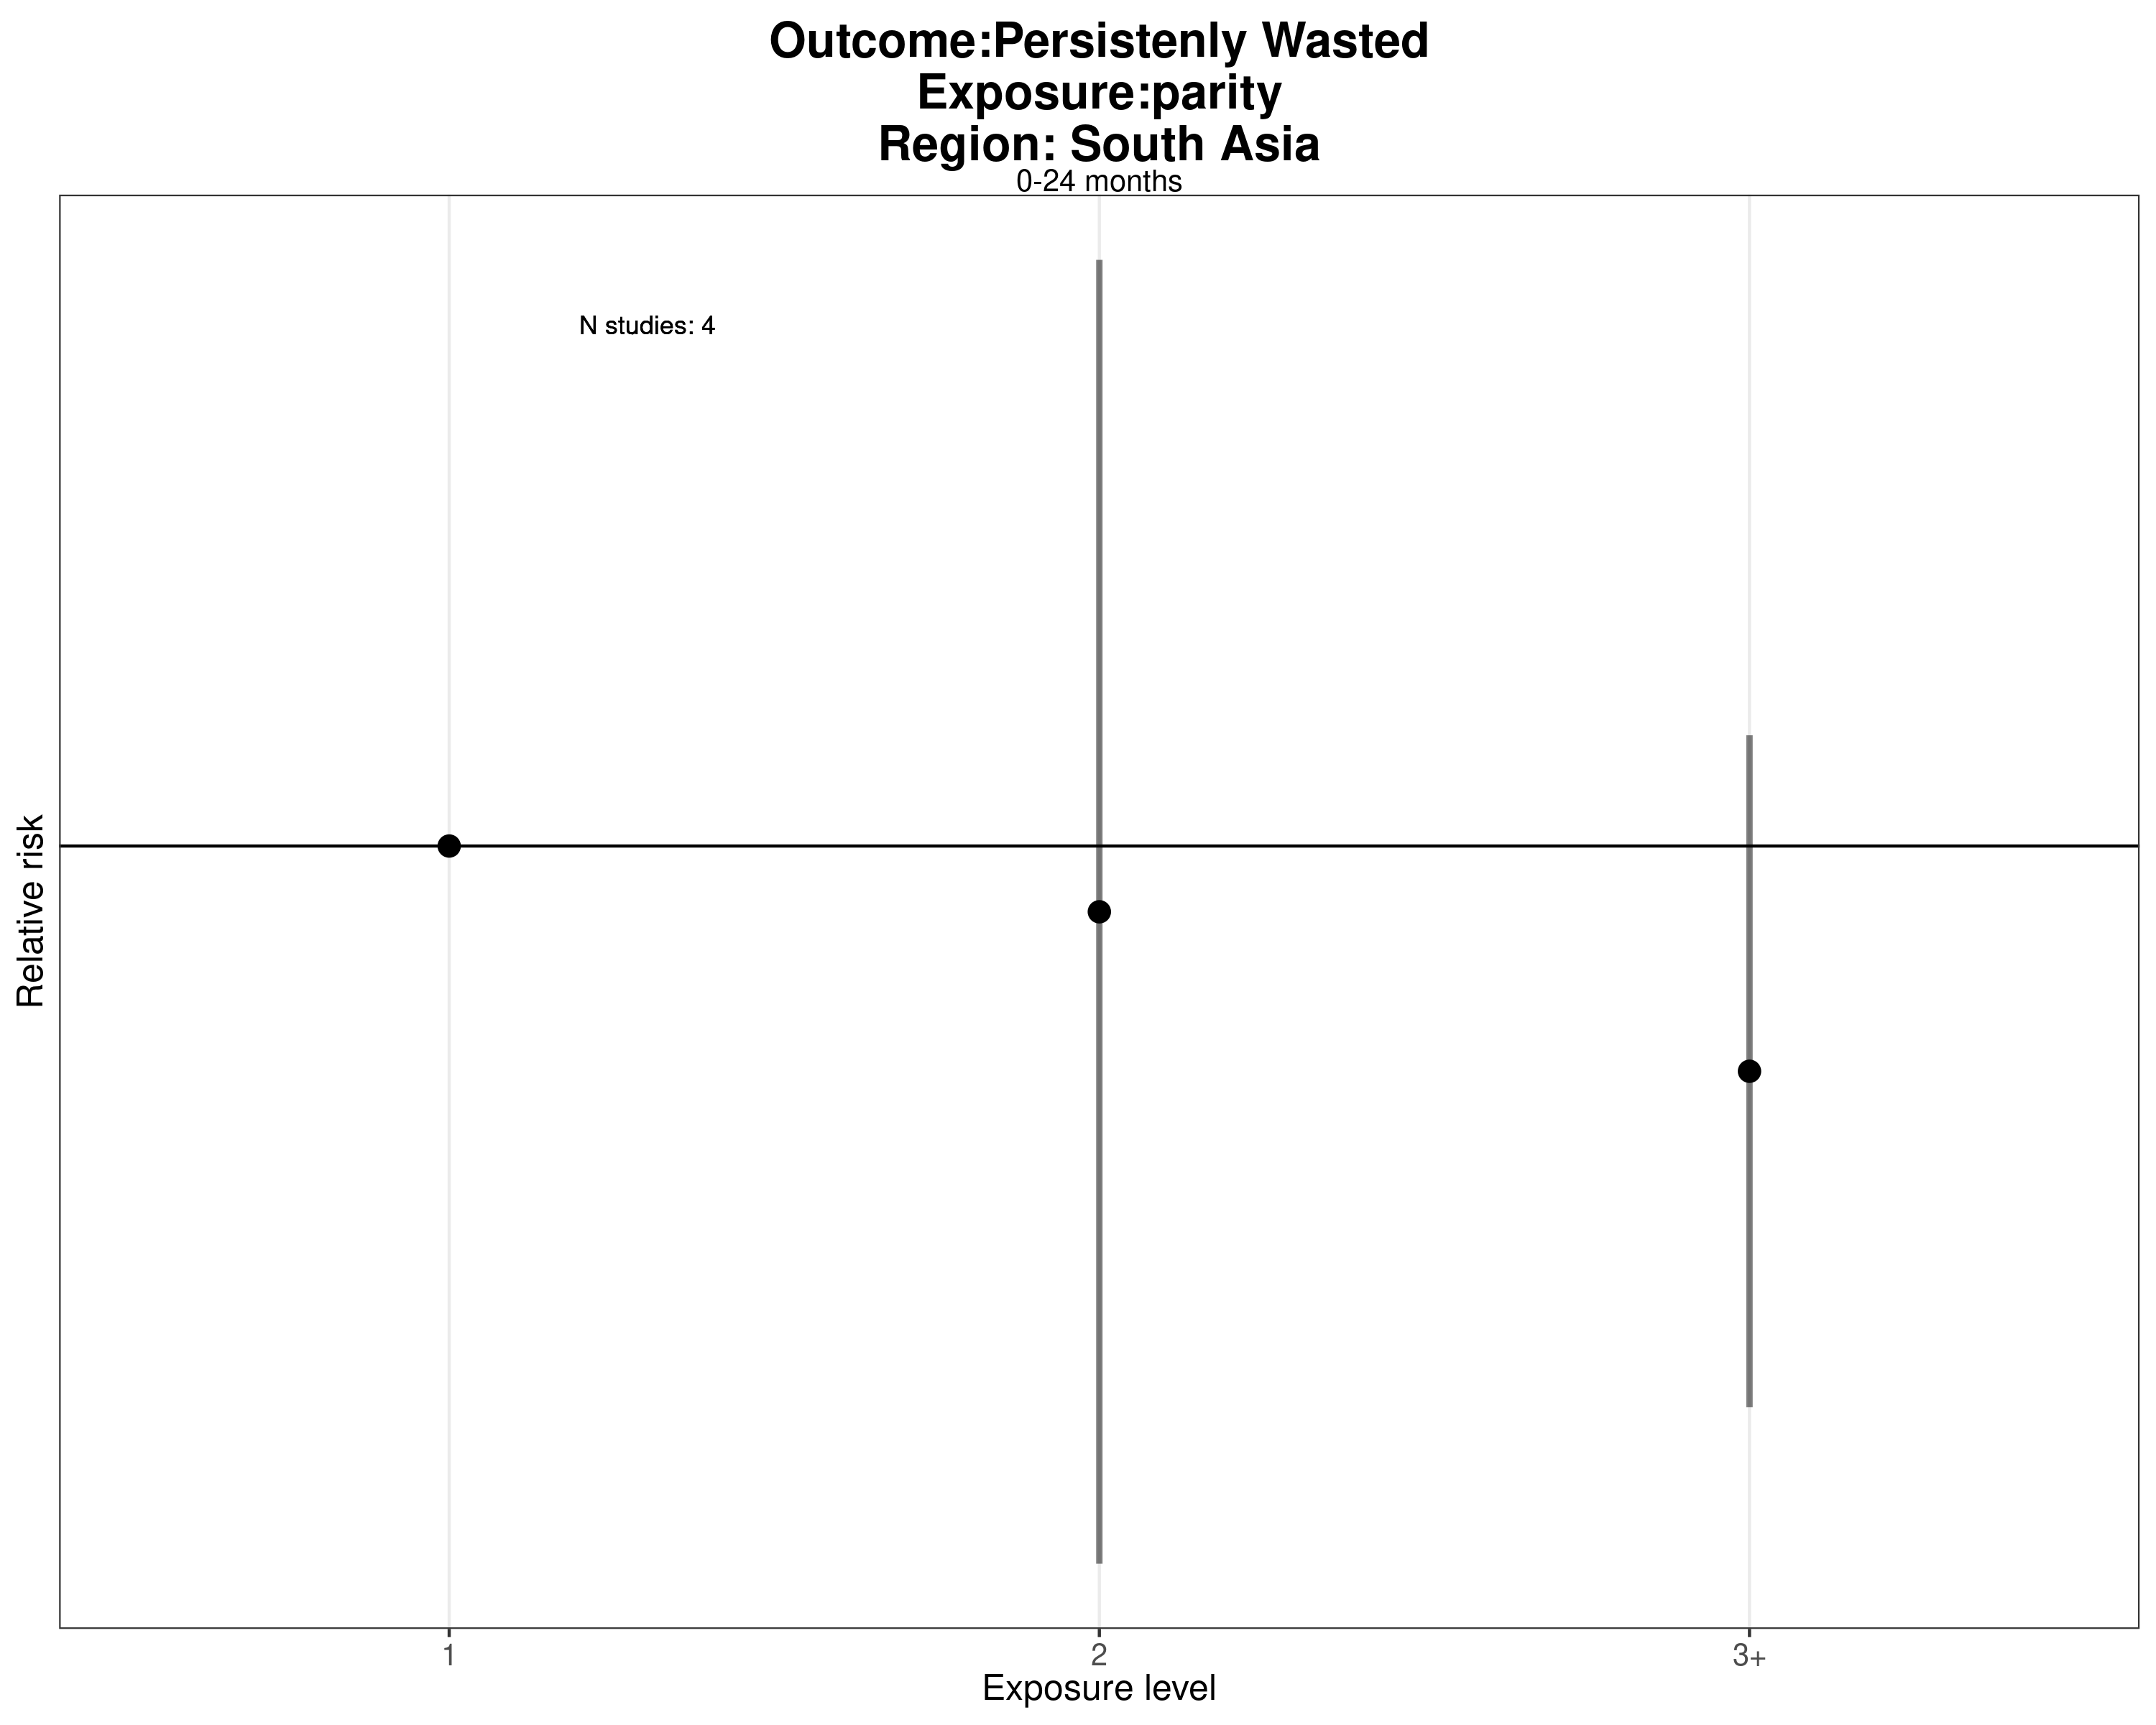 Outcome:Persistenly Wasted
Exposure:parity
Region: South Asia
0-24 months
N studies: 4
Relative risk
1
2
3+
Exposure level